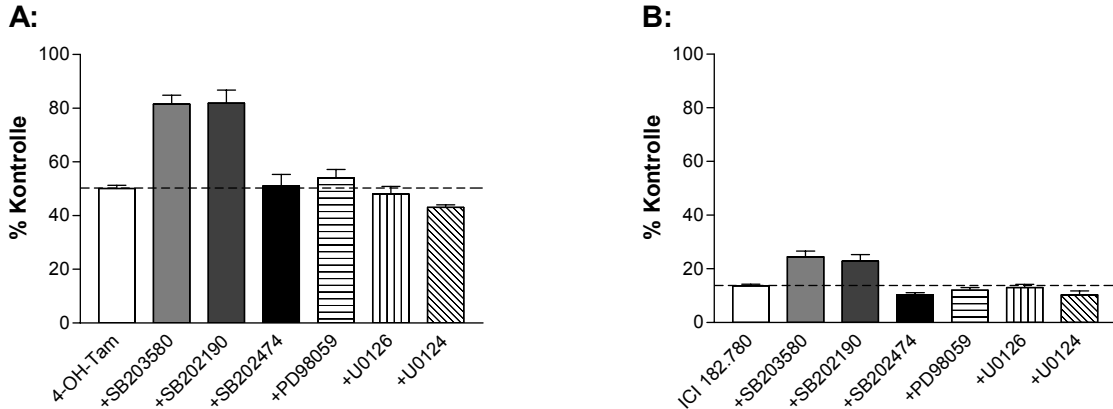 A:
% Kontrolle
100
80
60
40
20
0
4-OH-Tam
+SB203580
+SB202190
+SB202474
+PD98059
+U0126
+U0124
B:
% Kontrolle
100
80
60
40
20
0
ICI 182.780
+SB203580
+SB202190
+SB202474
+PD98059
+U0126
+U0124